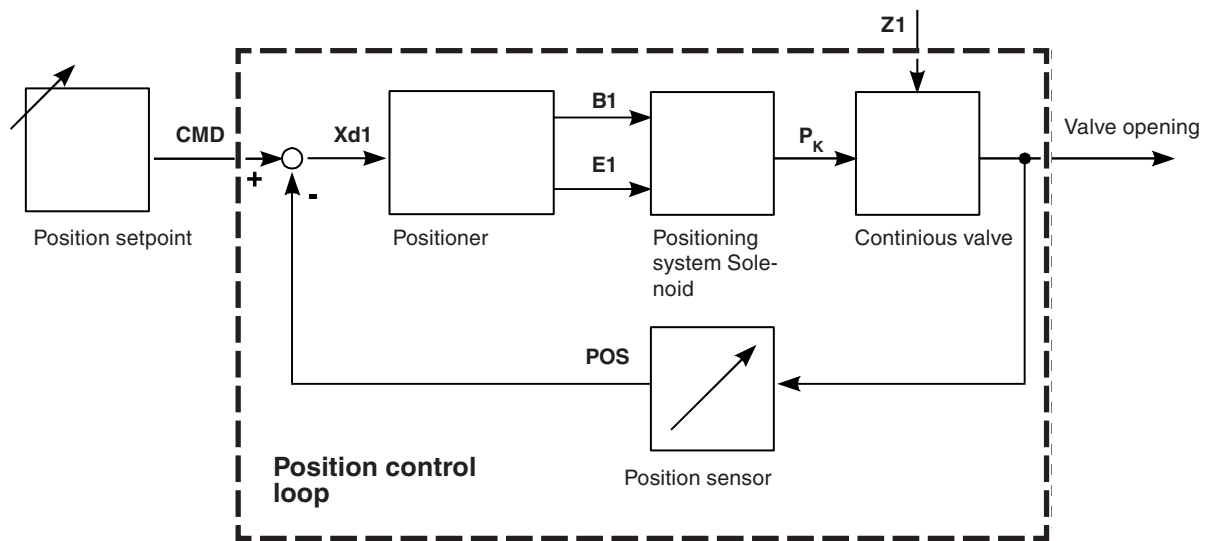 Z1
CMD
+
-
Xd1
B1
E1
P_K
Valve opening
Position setpoint
Positioner
Positioning
system Sole-
noid
Continious valve
POS
Position sensor
Position control
loop